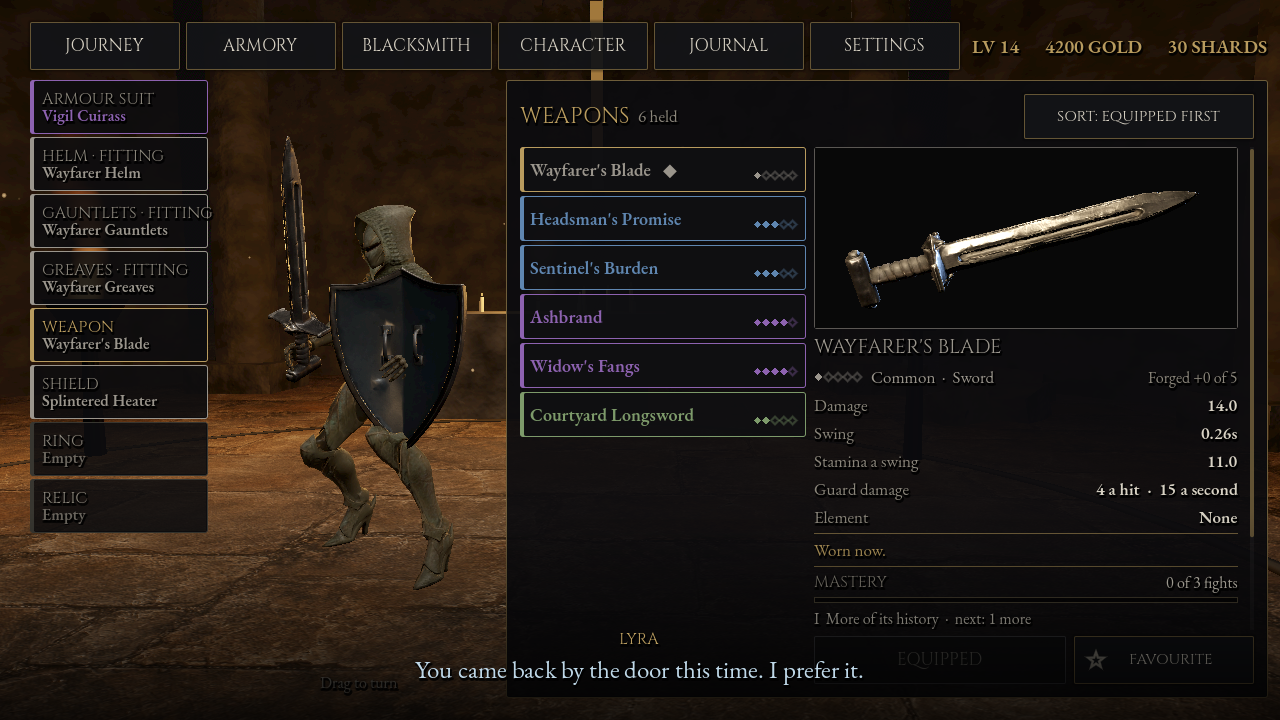 JOURNEY
ARMORY
BLACKSMITH
CHARACTER
JOURNAL
SETTINGS
LV 14
4200 GOLD
30 SHARDS
ARMOUR SUIT
Vigil Cuirass
HELM · FITTING
Wayfarer Helm
GAUNTLETS · FITTING
Wayfarer Gauntlets
GREAVES · FITTING
Wayfarer Greaves
WEAPON
Wayfarer's Blade
SHIELD
Splintered Heater
RING
Empty
RELIC
Empty
Drag to turn
WEAPONS 6 held
SORT: EQUIPPED FIRST
Wayfarer's Blade
Headsman's Promise
Sentinel's Burden
Ashbrand
Widow's Fangs
Courtyard Longsword
WAYFARER'S BLADE
Common · Sword
Forged +0 of 5
Damage 14.0
Swing 0.26s
Stamina a swing 11.0
Guard damage 4 a hit · 15 a second
Element None
Worn now.
MASTERY 0 of 3 fights
I More of its history · next: 1 more
EQUIPPED
FAVOURITE
LYRA
You came back by the door this time. I prefer it.